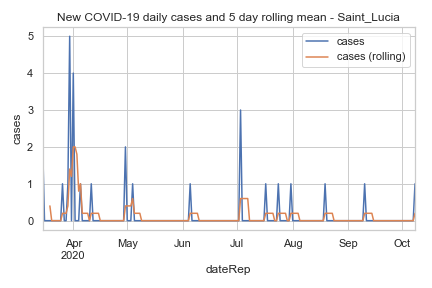 New COVID-19 daily cases and 5 day rolling mean - Saint_Lucia
cases
cases (rolling)
cases
5
4
3
2
1
0
Apr May Jun Jul Aug Sep Oct
2020
dateRep